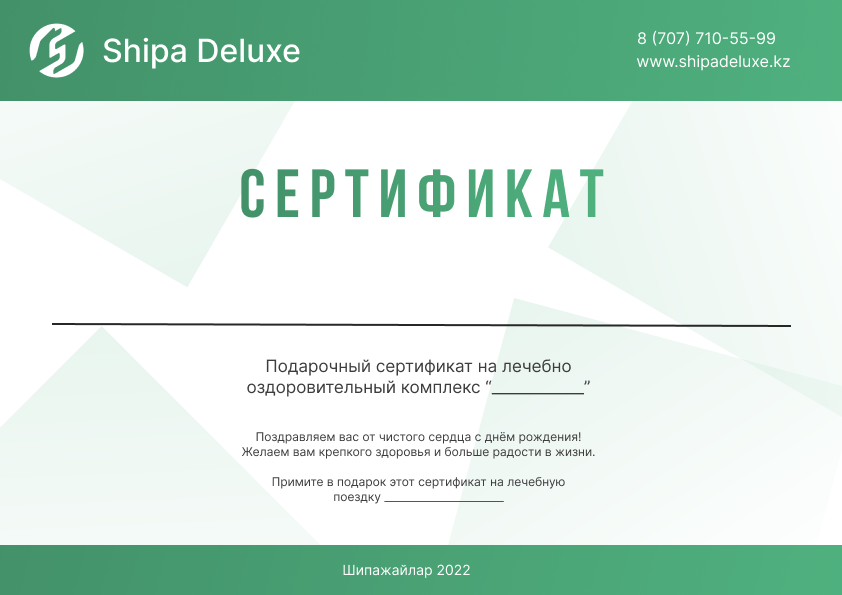 Shipa Deluxe
8 (707) 710-55-99
www.shipadeluxe.kz
СЕРТИФИКАТ
Подарочный сертификат на лечебно
оздоровительный комплекс “___________”
Поздравляем вас от чистого сердца с днём рождения!
Желаем вам крепкого здоровья и больше радости в жизни.
Примите в подарок этот сертификат на лечебную
поездку ____________________
Шипажайлар 2022